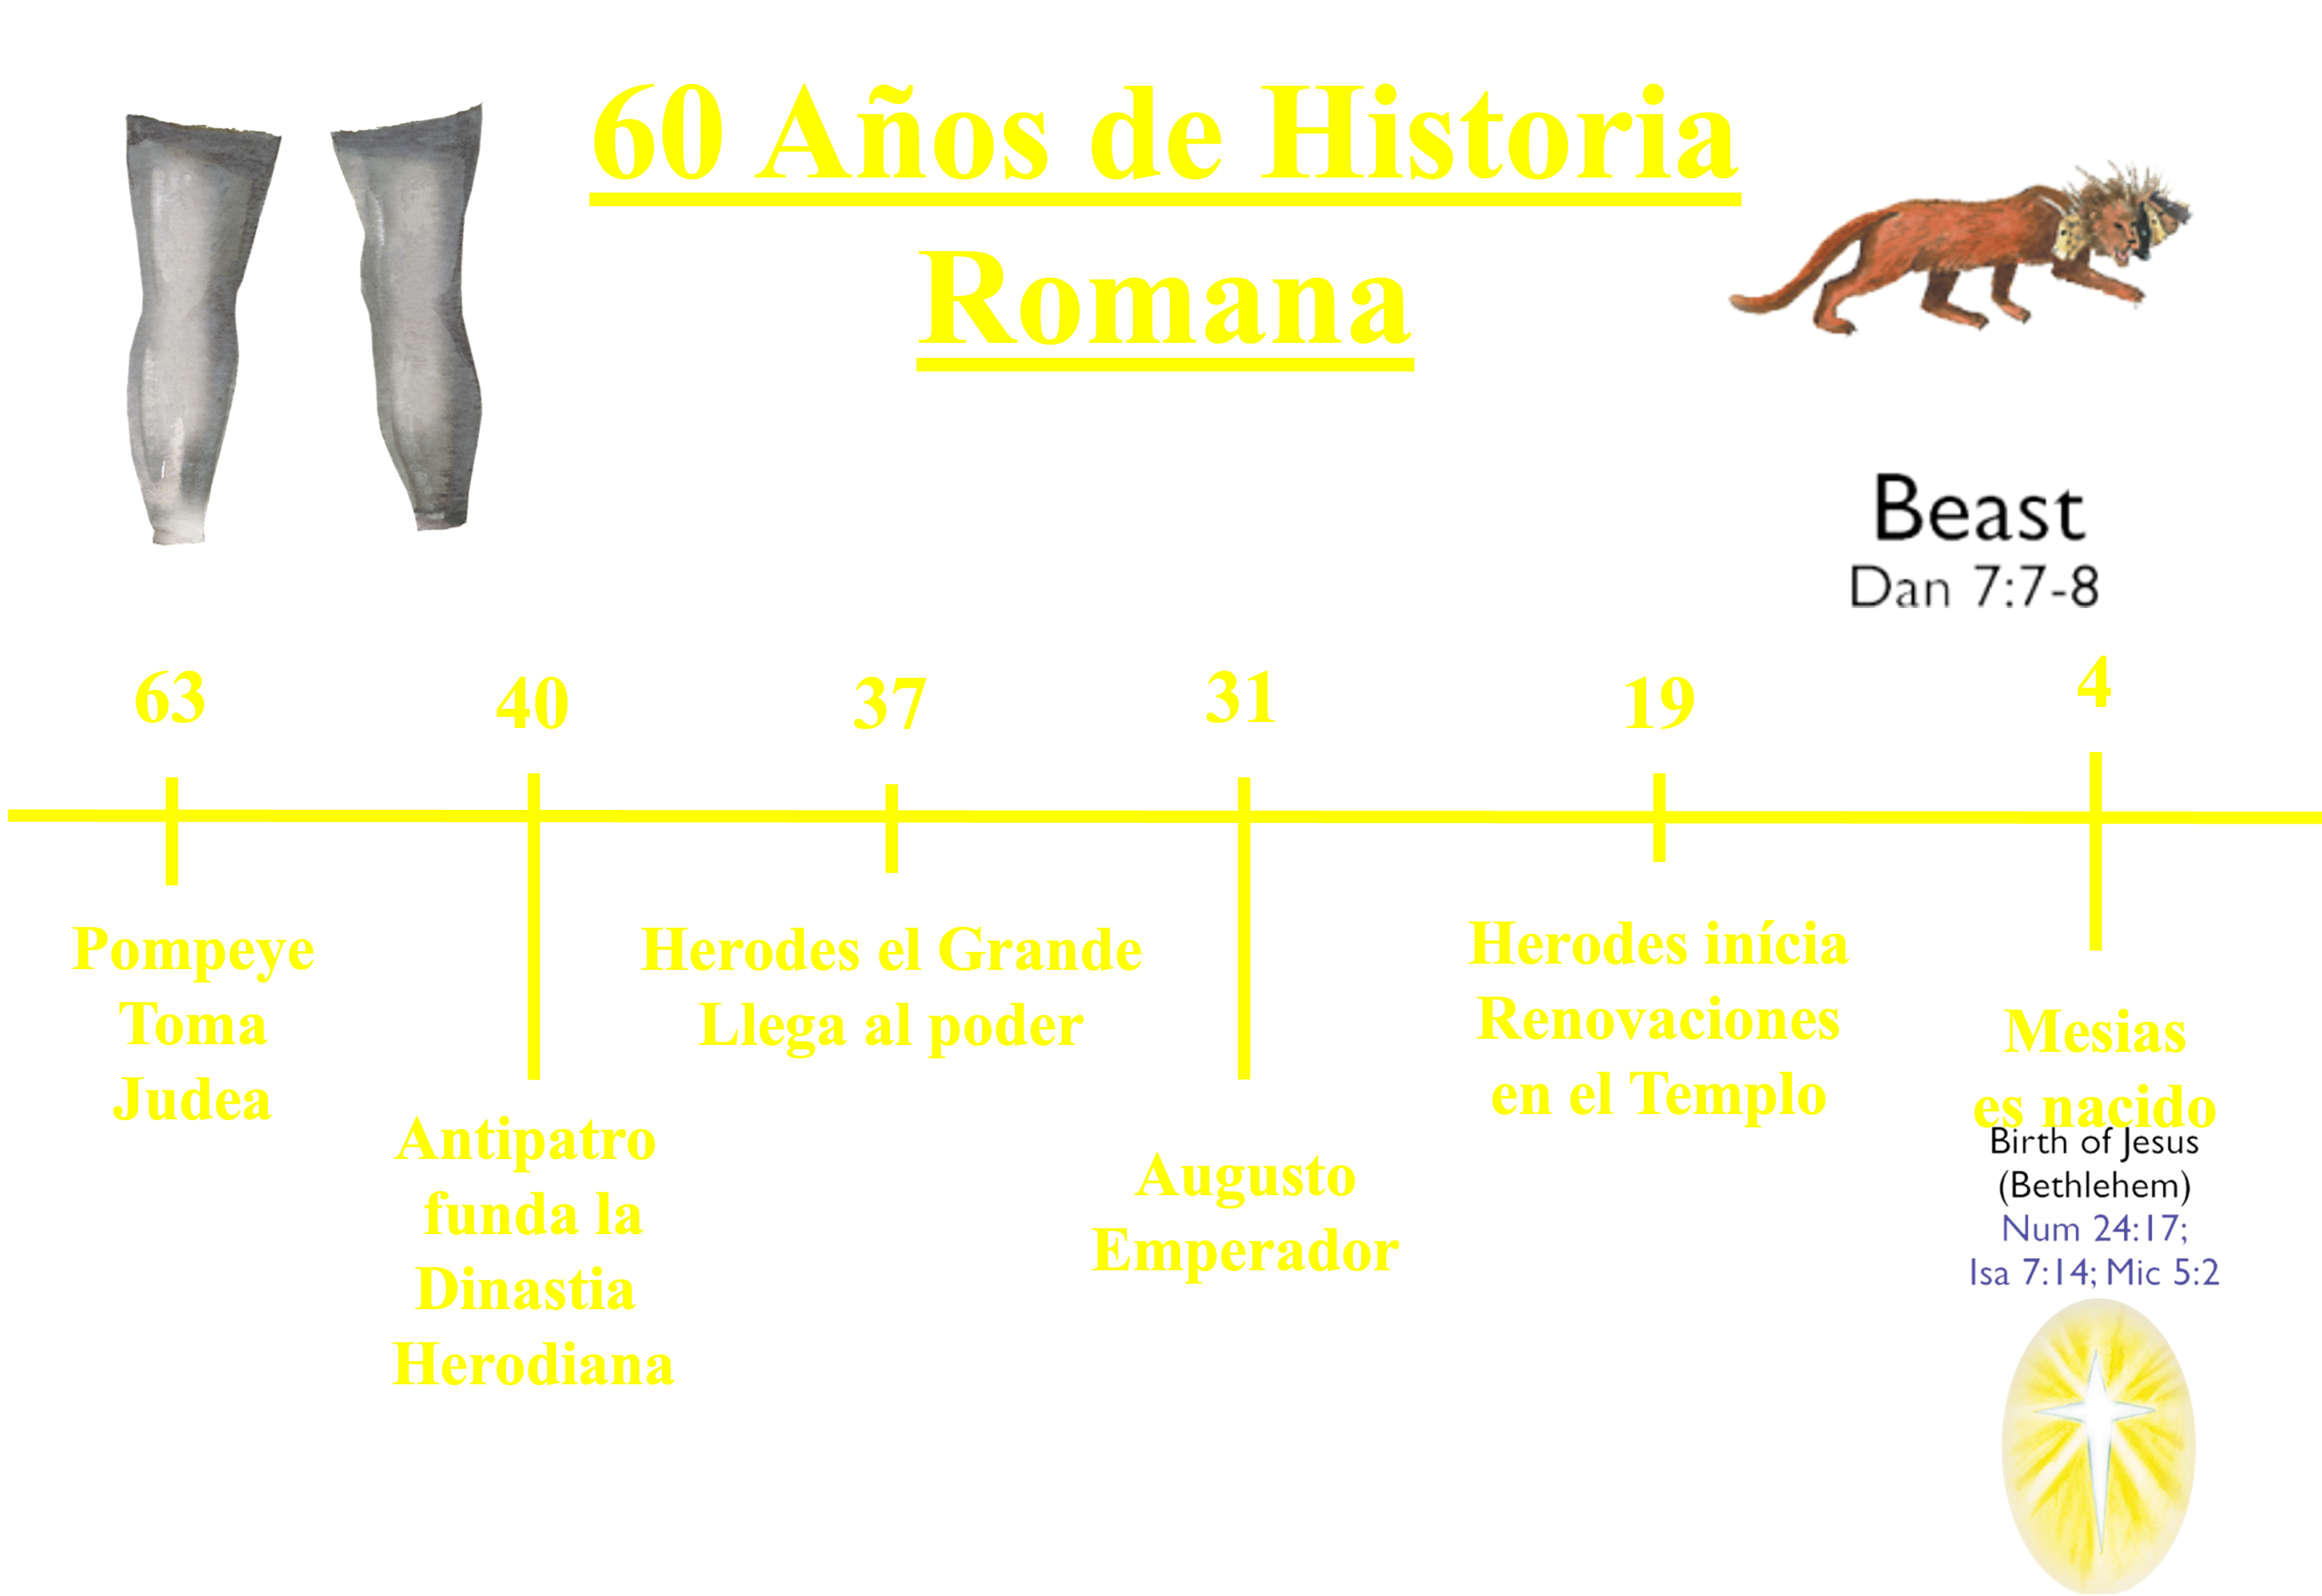 60 Años de Historia
Romana
Beast
Dan 7:7-8
63
40
37
31
19
4
Pompeye
Toma
Judea
Antipatro
funda la
Dinastia
Herodiana
Herodes el Grande
Llega al poder
Augusto
Emperador
Herodes inícia
Renovaciones
en el Templo
Mesias
es nacido
Birth of Jesus
(Bethlehem)
Num 24:17;
Isa 7:14; Mic 5:2